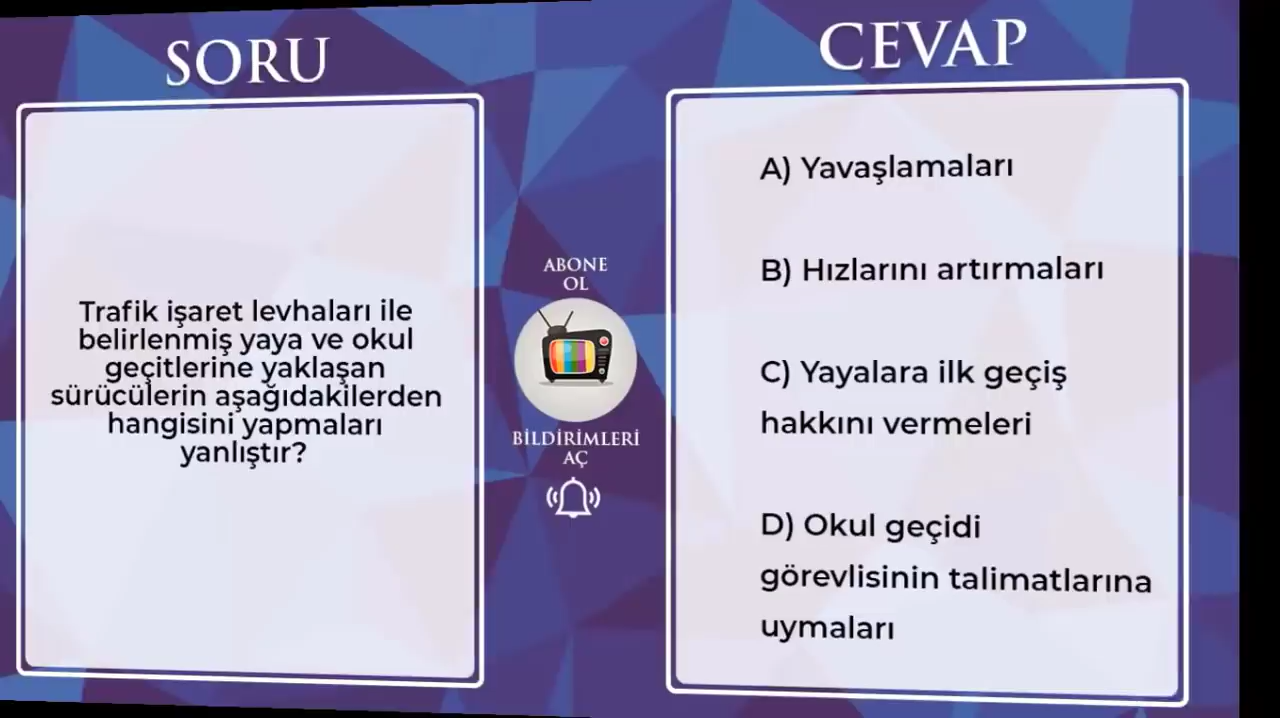 SORU
Trafik işaret levhaları ile
belirlenmiş yaya ve okul
geçitlerine yaklaşan
sürücülerin aşağıdakilerden
hangisini yapmaları
yanlıştır?
ABONE
OL
BİLDİRİMLERİ
AÇ
CEVAP
A) Yavaşlamaları
B) Hızlarını artırmaları
C) Yayalara ilk geçiş
hakkını vermeleri
D) Okul geçidi
görevlisinin talimatlarına
uymaları